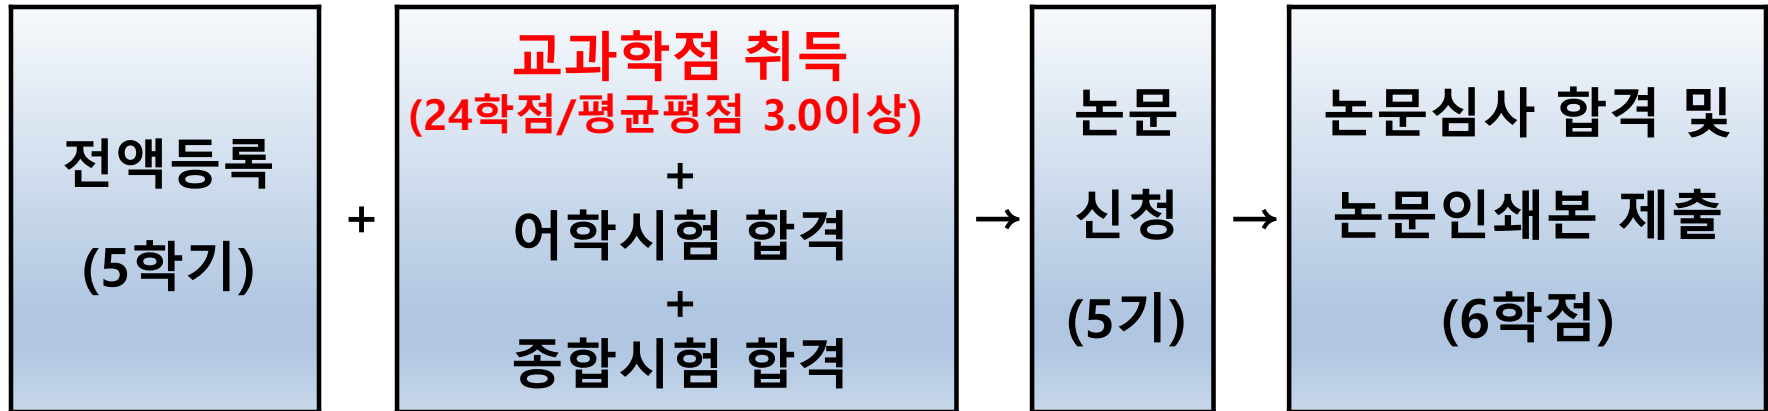 전액등록
(5학기)
+
교과학점 취득
(24학점/평균평점 3.0이상)
+
어학시험 합격
+
종합시험 합격
→
논문
신청
(5기)
→
논문심사 합격 및
논문인쇄본 제출
(6학점)